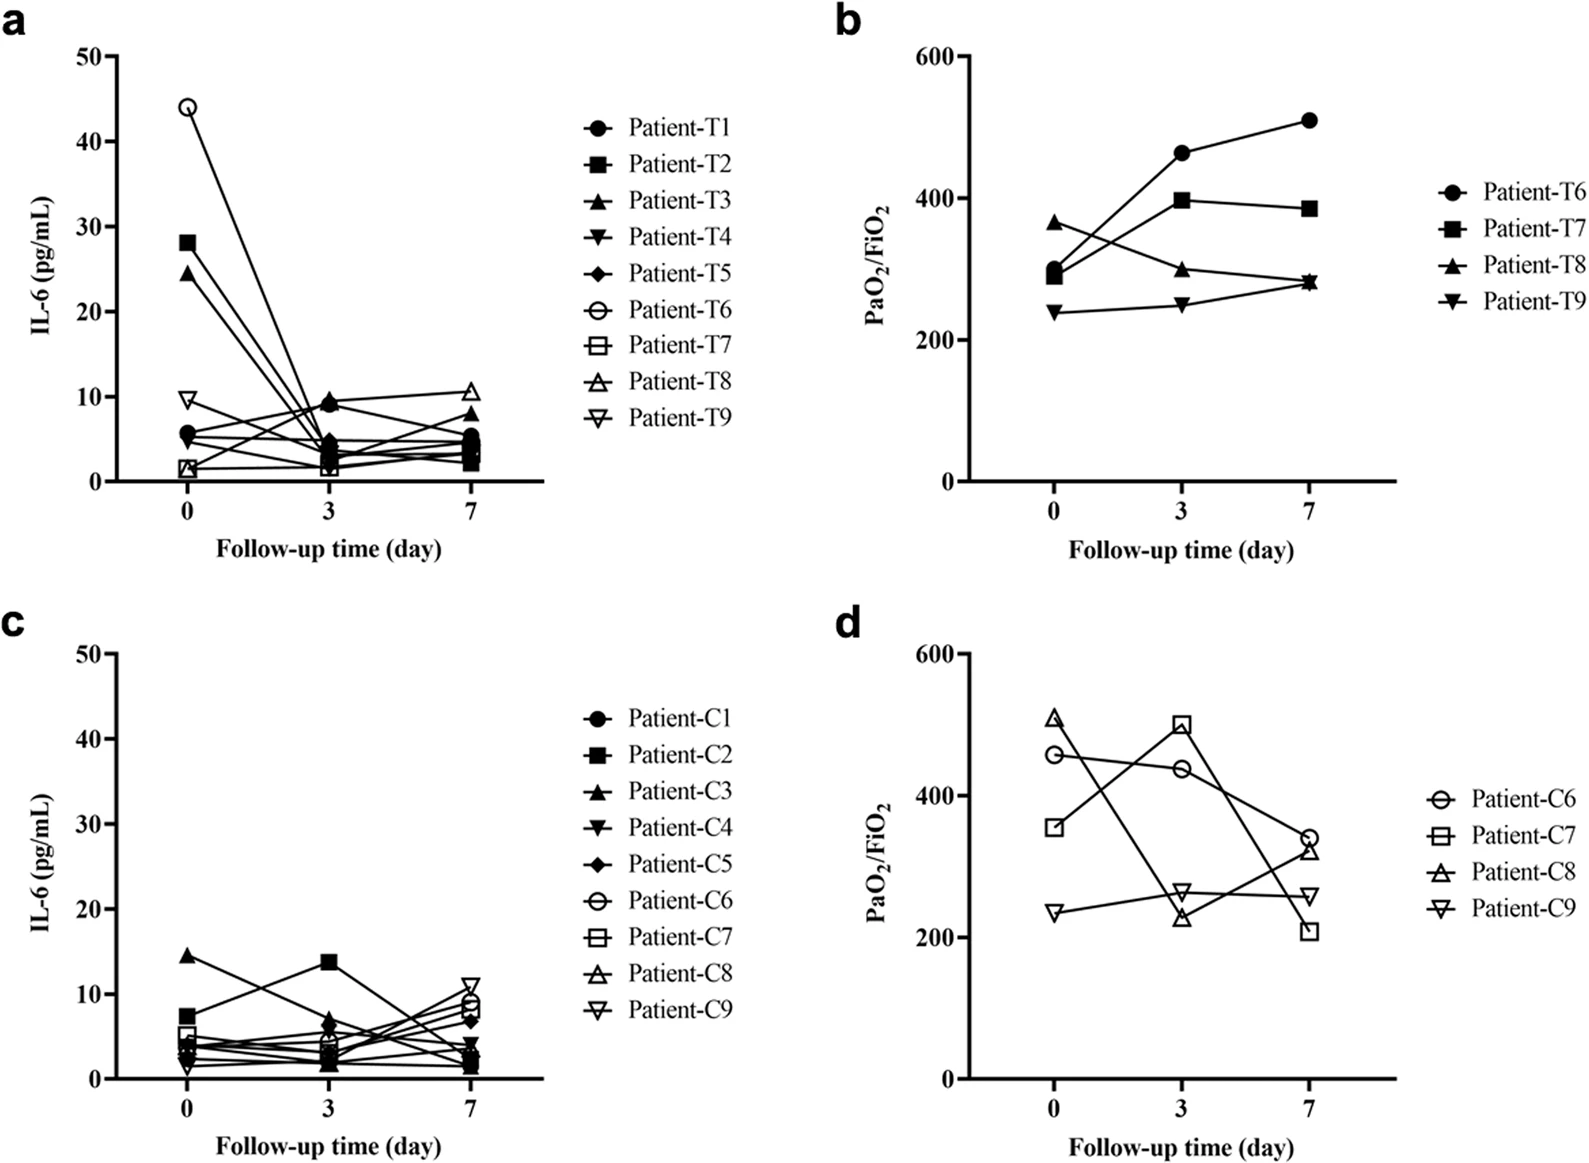 a
50
40
30
20
10
0
IL-6 (pg/mL)
0 3 7
Follow-up time (day)
Patient-T1
Patient-T2
Patient-T3
Patient-T4
Patient-T5
Patient-T6
Patient-T7
Patient-T8
Patient-T9
b
600
400
200
0
PaO₂/FiO₂
0 3 7
Follow-up time (day)
Patient-T6
Patient-T7
Patient-T8
Patient-T9
c
50
40
30
20
10
0
IL-6 (pg/mL)
0 3 7
Follow-up time (day)
Patient-C1
Patient-C2
Patient-C3
Patient-C4
Patient-C5
Patient-C6
Patient-C7
Patient-C8
Patient-C9
d
600
400
200
0
PaO₂/FiO₂
0 3 7
Follow-up time (day)
Patient-C6
Patient-C7
Patient-C8
Patient-C9